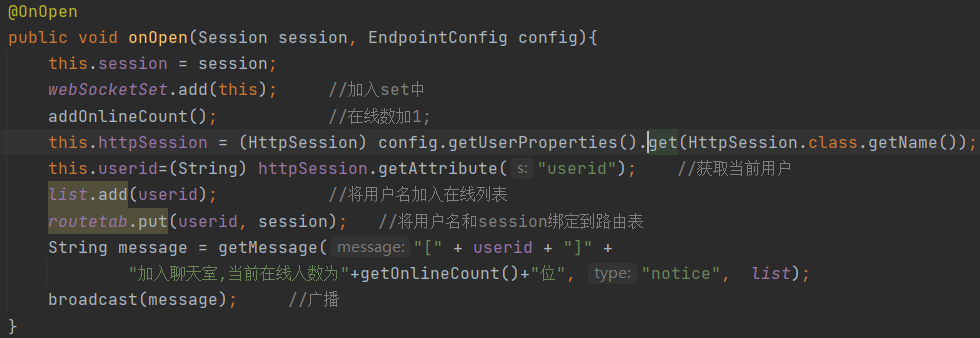 @OnOpen
public void onOpen(Session session, EndpointConfig config){
this.session = session;
webSocketSet.add(this); //加入set中
addOnlineCount(); //在线数加1;
this.httpSession = (HttpSession) config.getUserProperties().get(HttpSession.class.getName());
this.userid=(String) httpSession.getAttribute( s: "userid"); //获取当前用户
list.add(userid); //将用户名加入在线列表
routetab.put(userid, session); //将用户名和session绑定到路由表
String message = getMessage( message: "[" + userid + "]" +
"加入聊天室,当前在线人数为"+getOnlineCount()+"位", type: "notice", list);
broadcast(message); //广播
}